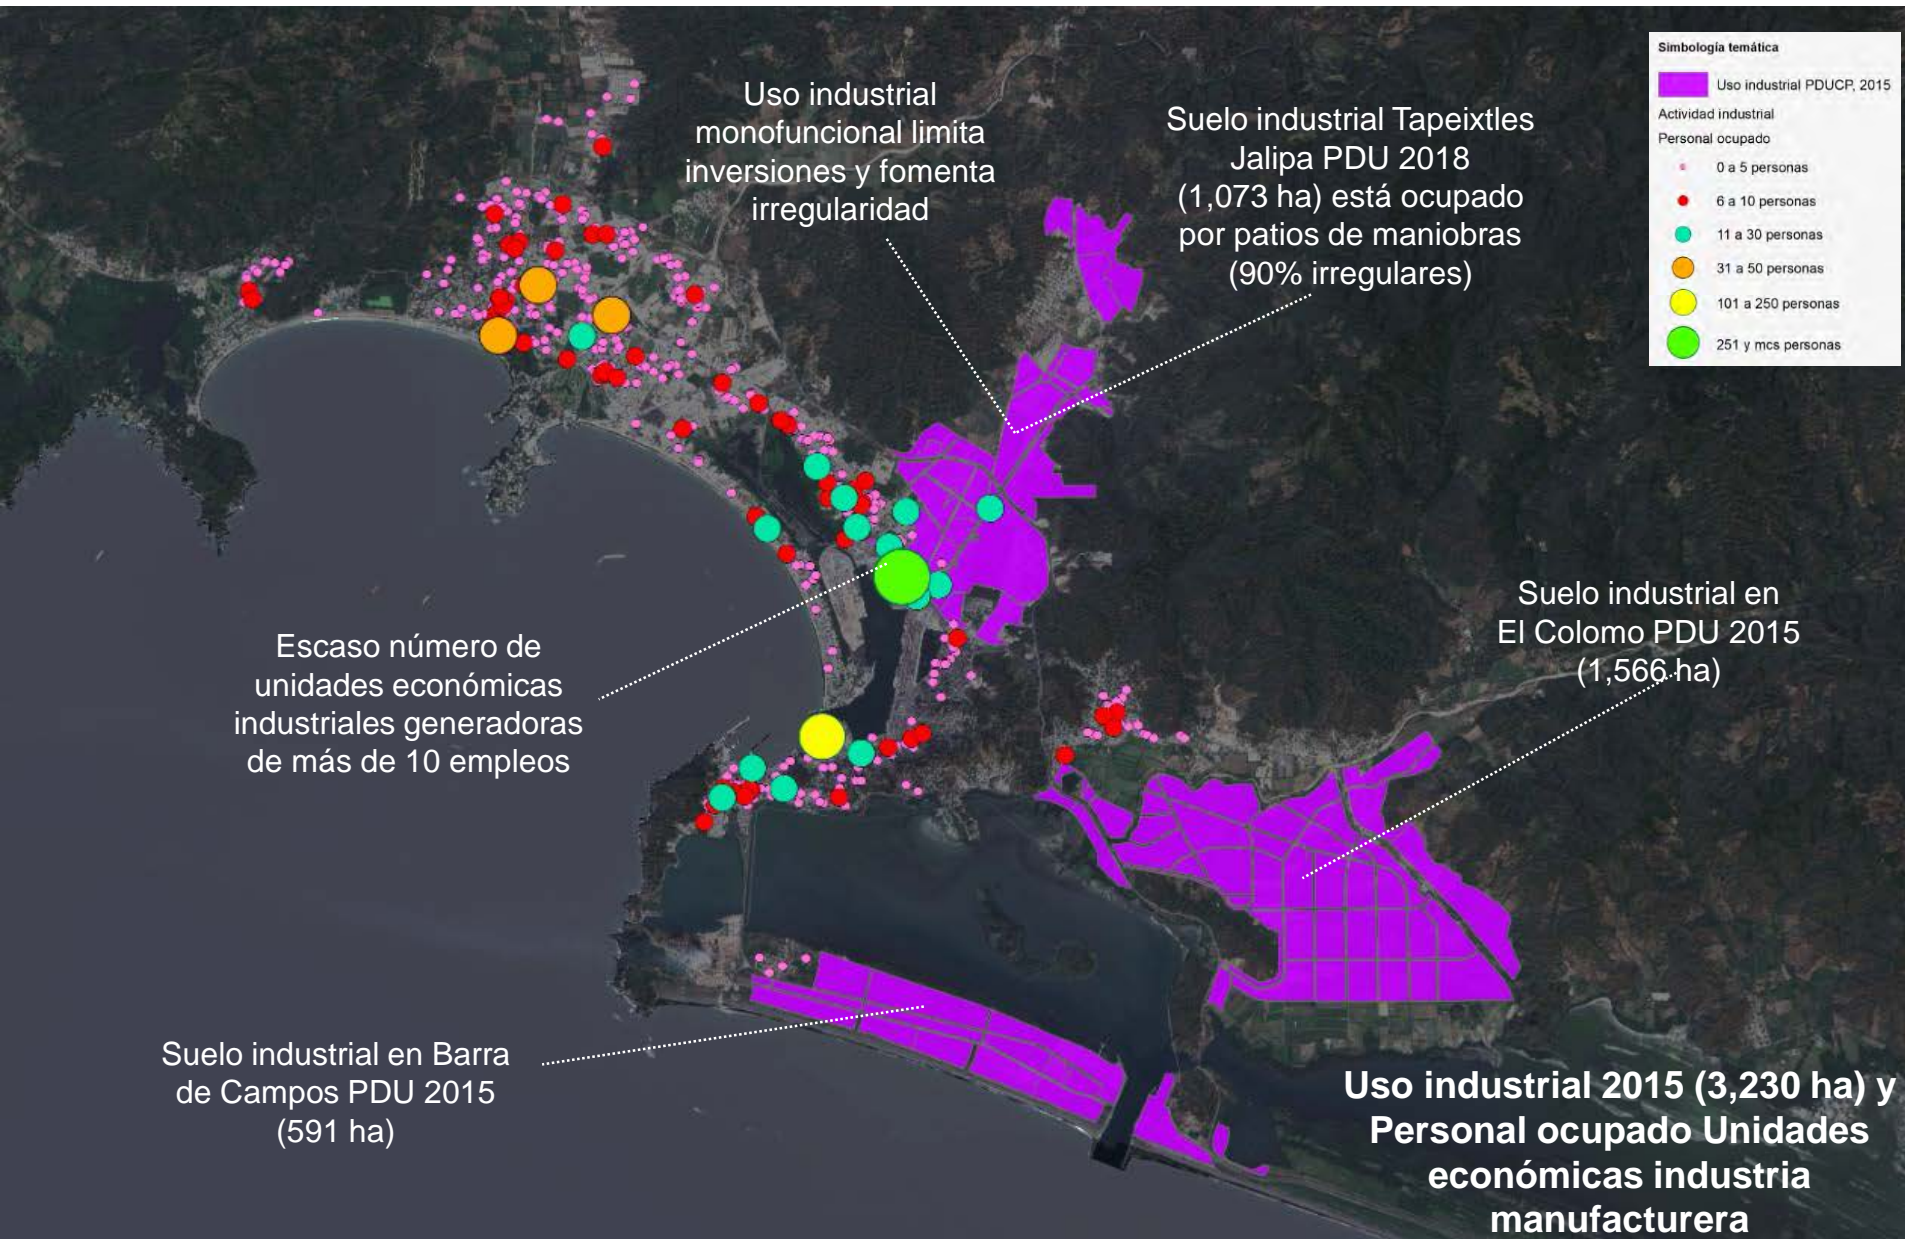 Simbología temática
Uso industrial PDUCP, 2015
Actividad industrial
Personal ocupado
0 a 5 personas
6 a 10 personas
11 a 30 personas
31 a 50 personas
101 a 250 personas
251 y mcs personas
Uso industrial
monofuncional limita
inversiones y fomenta
irregularidad
Suelo industrial Tapeixtles
Jalipa PDU 2018
(1,073 ha) está ocupado
por patios de maniobras
(90% irregulares)
Escaso número de
unidades económicas
industriales generadoras
de más de 10 empleos
Suelo industrial en
El Colomo PDU 2015
(1,566 ha)
Suelo industrial en Barra
de Campos PDU 2015
(591 ha)
Uso industrial 2015 (3,230 ha) y
Personal ocupado Unidades
económicas industria
manufacturera